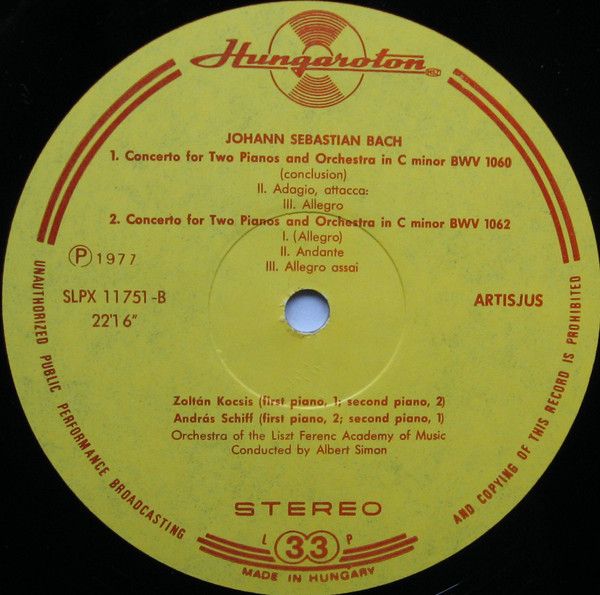 Hungaroton
JOHANN SEBASTIAN BACH
1. Concerto for Two Pianos and Orchestra in C minor BWV 1060
(conclusion)
II. Adagio, attacca:
III. Allegro
2. Concerto for Two Pianos and Orchestra in C minor BWV 1062
I. (Allegro)
II. Andante
III. Allegro assai
Ⓟ 1977
SLPX 11751-B
22'16"
ARTISJUS
Zoltán Kocsis (first piano, 1; second piano, 2)
András Schiff (first piano, 2; second piano, 1)
Orchestra of the Liszt Ferenc Academy of Music
Conducted by Albert Simon
STEREO
L 33 P
MADE IN HUNGARY
UNAUTHORIZED PUBLIC PERFORMANCE BROADCASTING
AND COPYING OF THIS RECORD IS PROHIBITED